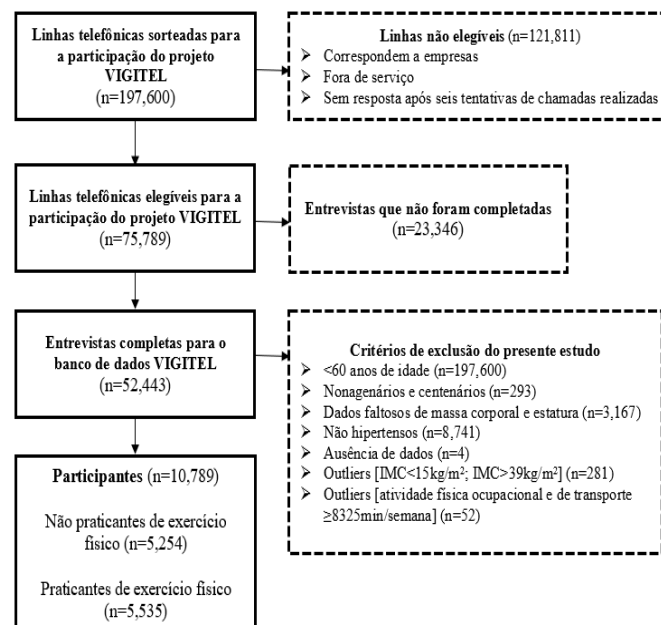 Linhas telefônicas sorteadas para
a participação do projeto
VIGITEL
(n=197,600)
Linhas não elegíveis (n=121,811)
➢ Correspondem a empresas
➢ Fora de serviço
➢ Sem resposta após seis tentativas de chamadas realizadas
Linhas telefônicas elegíveis para a
participação do projeto VIGITEL
(n=75,789)
Entrevistas que não foram completadas
(n=23,346)
Entrevistas completas para o
banco de dados VIGITEL
(n=52,443)
Critérios de exclusão do presente estudo
➢ <60 anos de idade (n=197,600)
➢ Nonagenários e centenários (n=293)
➢ Dados faltosos de massa corporal e estatura (n=3,167)
➢ Não hipertensos (n=8,741)
➢ Ausência de dados (n=4)
➢ Outliers [IMC<15kg/m²; IMC>39kg/m²] (n=281)
➢ Outliers [atividade física ocupacional e de transporte
≥8325min/semana] (n=52)
Participantes (n=10,789)
Não praticantes de exercício
físico (n=5,254)
Praticantes de exercício físico
(n=5,535)